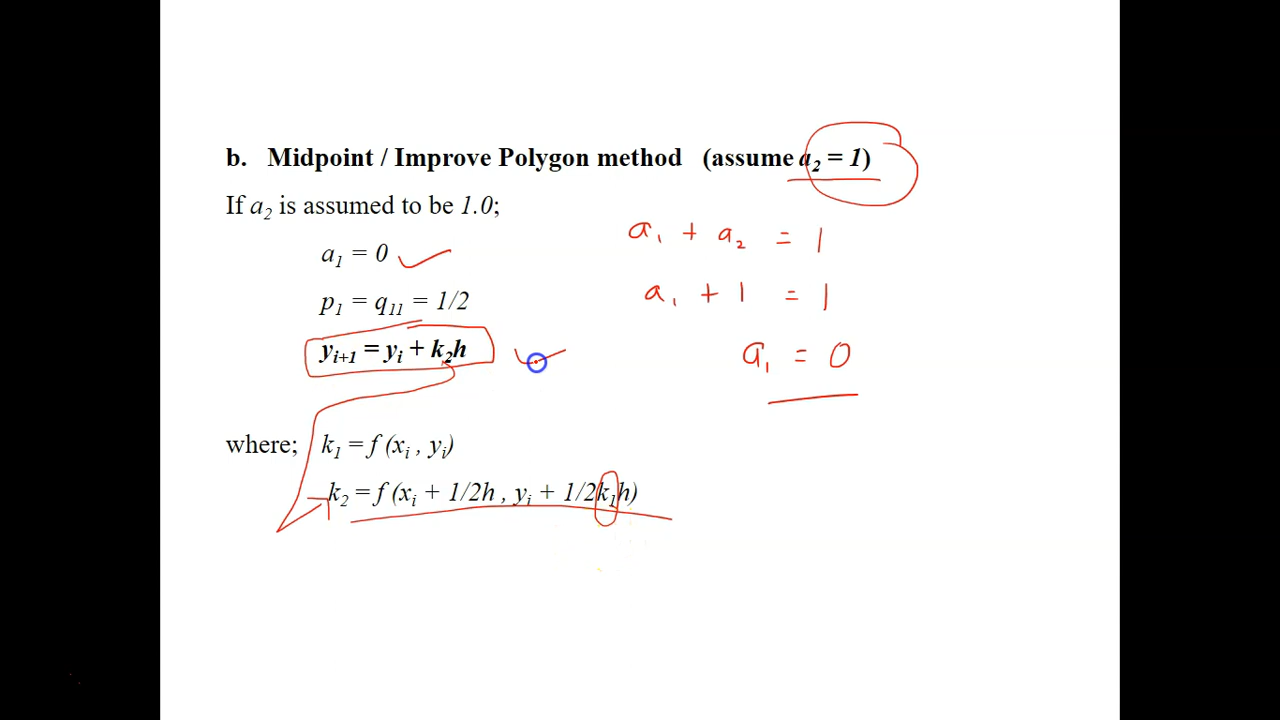 b. Midpoint / Improve Polygon method (assume a₂ = 1)
If a₂ is assumed to be 1.0;
a₁ + a₂ = 1
a₁ = 0
a₁ + 1 = 1
p₁ = q₁₁ = 1/2
yᵢ₊₁ = yᵢ + k₂h
a₁ = 0
where; k₁ = f (xᵢ , yᵢ)
k₂ = f (xᵢ + 1/2h , yᵢ + 1/2k₁h)